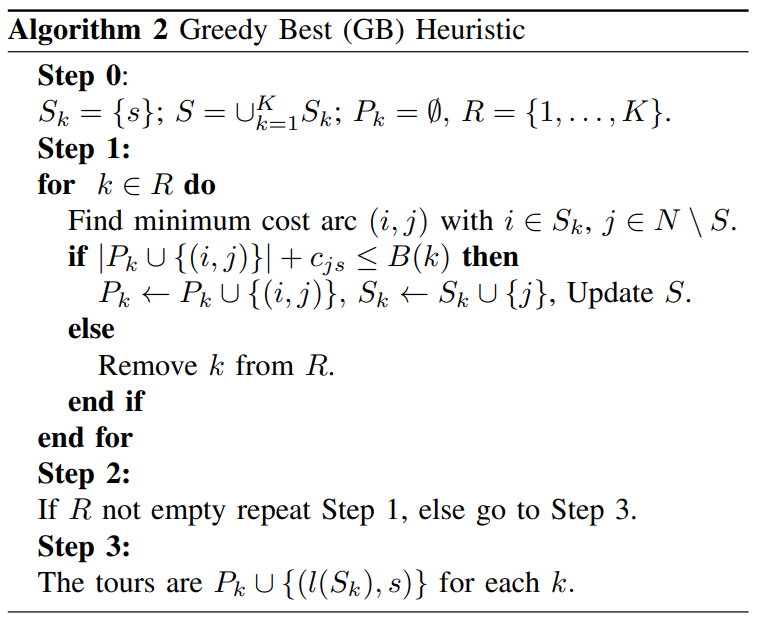 Algorithm 2 Greedy Best (GB) Heuristic
Step 0:
$S_k = \{s\}$; $S = \cup_{k=1}^{K} S_k$; $P_k = \emptyset$, $R = \{1, \ldots, K\}$.
Step 1:
for $k \in R$ do
Find minimum cost arc $(i, j)$ with $i \in S_k$, $j \in N \setminus S$.
if $|P_k \cup \{(i, j)\}| + c_{js} \leq B(k)$ then
$P_k \leftarrow P_k \cup \{(i, j)\}$, $S_k \leftarrow S_k \cup \{j\}$, Update $S$.
else
Remove $k$ from $R$.
end if
end for
Step 2:
If $R$ not empty repeat Step 1, else go to Step 3.
Step 3:
The tours are $P_k \cup \{(l(S_k), s)\}$ for each $k$.